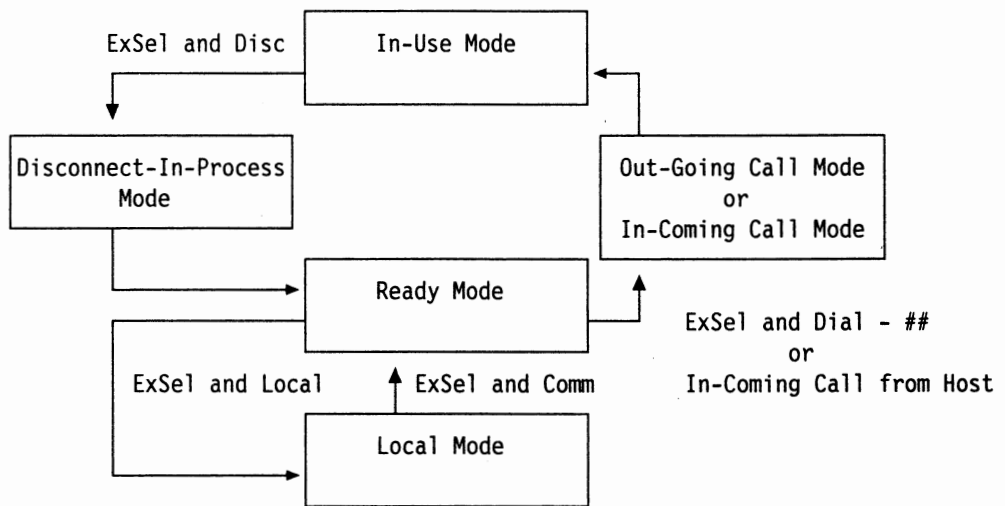 ExSel and Disc
In-Use Mode
Disconnect-In-Process
Mode
Out-Going Call Mode
or
In-Coming Call Mode
Ready Mode
ExSel and Dial - ##
or
In-Coming Call from Host
ExSel and Local
ExSel and Comm
Local Mode